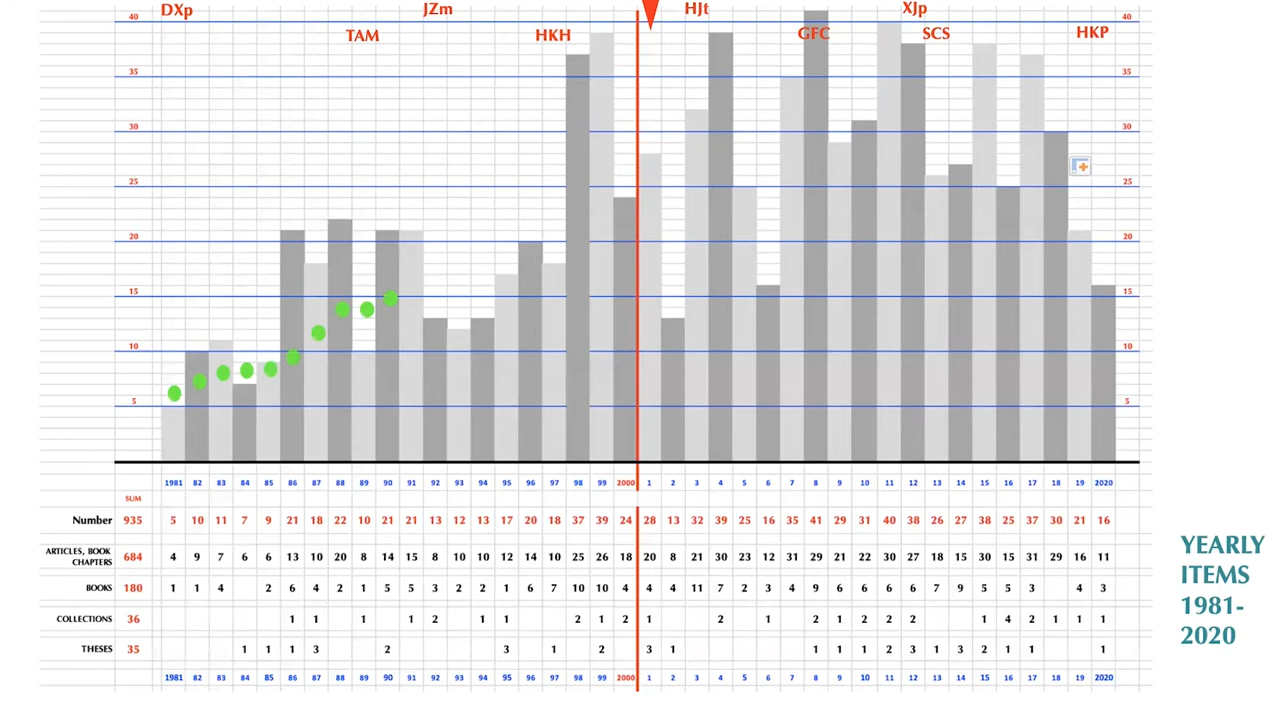 DXp JZm HJt XJp
40 40
TAM HKH GFC SCS HKP
35 35
30 30
25 25
20 20
15 15
10 10
5 5
1981 82 83 84 85 86 87 88 89 90 91 92 93 94 95 96 97 98 99 2000 1 2 3 4 5 6 7 8 9 10 11 12 13 14 15 16 17 18 19 2020
SUM
Number 935 5 10 11 7 9 21 18 22 10 21 21 13 12 13 17 20 18 37 39 24 28 13 32 39 25 16 35 41 29 31 40 38 26 27 38 25 37 30 21 16
ARTICLES, BOOK
CHAPTERS 684 4 9 7 6 6 13 10 20 8 14 15 8 10 10 12 14 10 25 26 18 20 8 21 30 23 12 31 29 21 22 30 27 18 15 30 15 31 29 16 11
BOOKS 180 1 1 4 2 6 4 2 1 5 5 3 2 2 1 6 7 10 10 4 4 4 11 7 2 3 4 9 6 6 6 6 7 9 5 5 3 4 3
COLLECTIONS 36 1 1 1 1 2 1 1 2 1 2 1 2 1 2 1 2 2 2 1 4 2 1 1 1
THESES 35 1 1 1 3 2 3 1 2 3 1 1 1 1 2 3 1 3 2 1 1 1
1981 82 83 84 85 86 87 88 89 90 91 92 93 94 95 96 97 98 99 2000 1 2 3 4 5 6 7 8 9 10 11 12 13 14 15 16 17 18 19 2020
YEARLY
ITEMS
1981-
2020